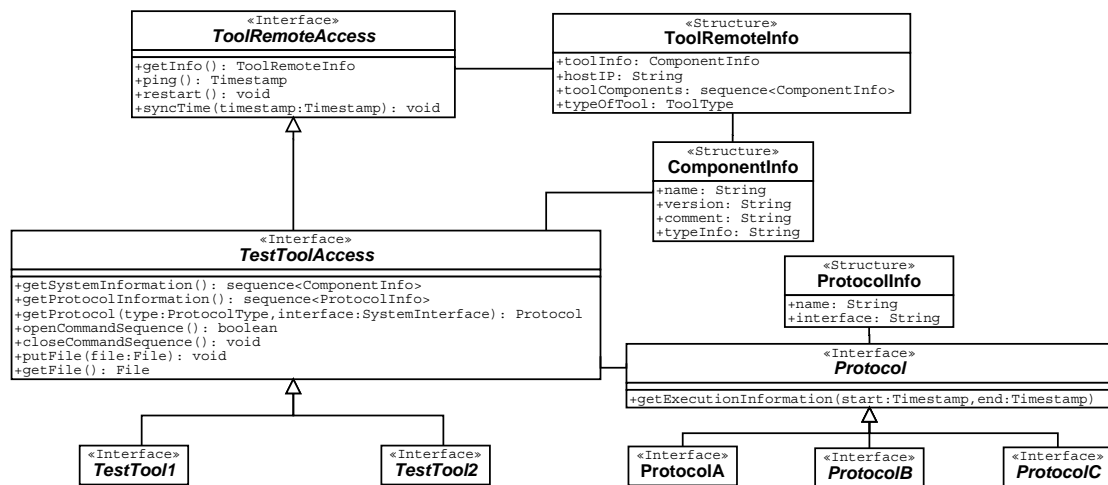 «Interface»
ToolRemoteAccess
+getInfo(): ToolRemoteInfo
+ping(): Timestamp
+restart(): void
+syncTime(timestamp:Timestamp): void
«Structure»
ToolRemoteInfo
+toolInfo: ComponentInfo
+hostIP: String
+toolComponents: sequence<ComponentInfo>
+typeOfTool: ToolType
«Structure»
ComponentInfo
+name: String
+version: String
+comment: String
+typeInfo: String
«Interface»
TestToolAccess
+getSystemInformation(): sequence<ComponentInfo>
+getProtocolInformation(): sequence<ProtocolInfo>
+getProtocol(type:ProtocolType,interface:SystemInterface): Protocol
+openCommandSequence(): boolean
+closeCommandSequence(): void
+putFile(file:File): void
+getFile(): File
«Structure»
ProtocolInfo
+name: String
+interface: String
«Interface»
Protocol
+getExecutionInformation(start:Timestamp,end:Timestamp)
«Interface»
TestTool1
«Interface»
TestTool2
«Interface»
ProtocolA
«Interface»
ProtocolB
«Interface»
ProtocolC